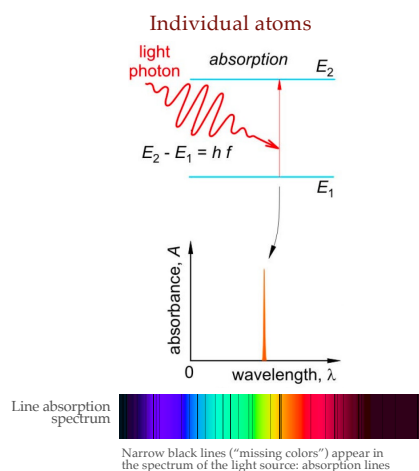 Individual atoms
light
photon
absorption
E₂
E₂ - E₁ = h f
E₁
absorbance, A
0
wavelength, λ
Line absorption
spectrum
Narrow black lines (“missing colors”) appear in
the spectrum of the light source: absorption lines